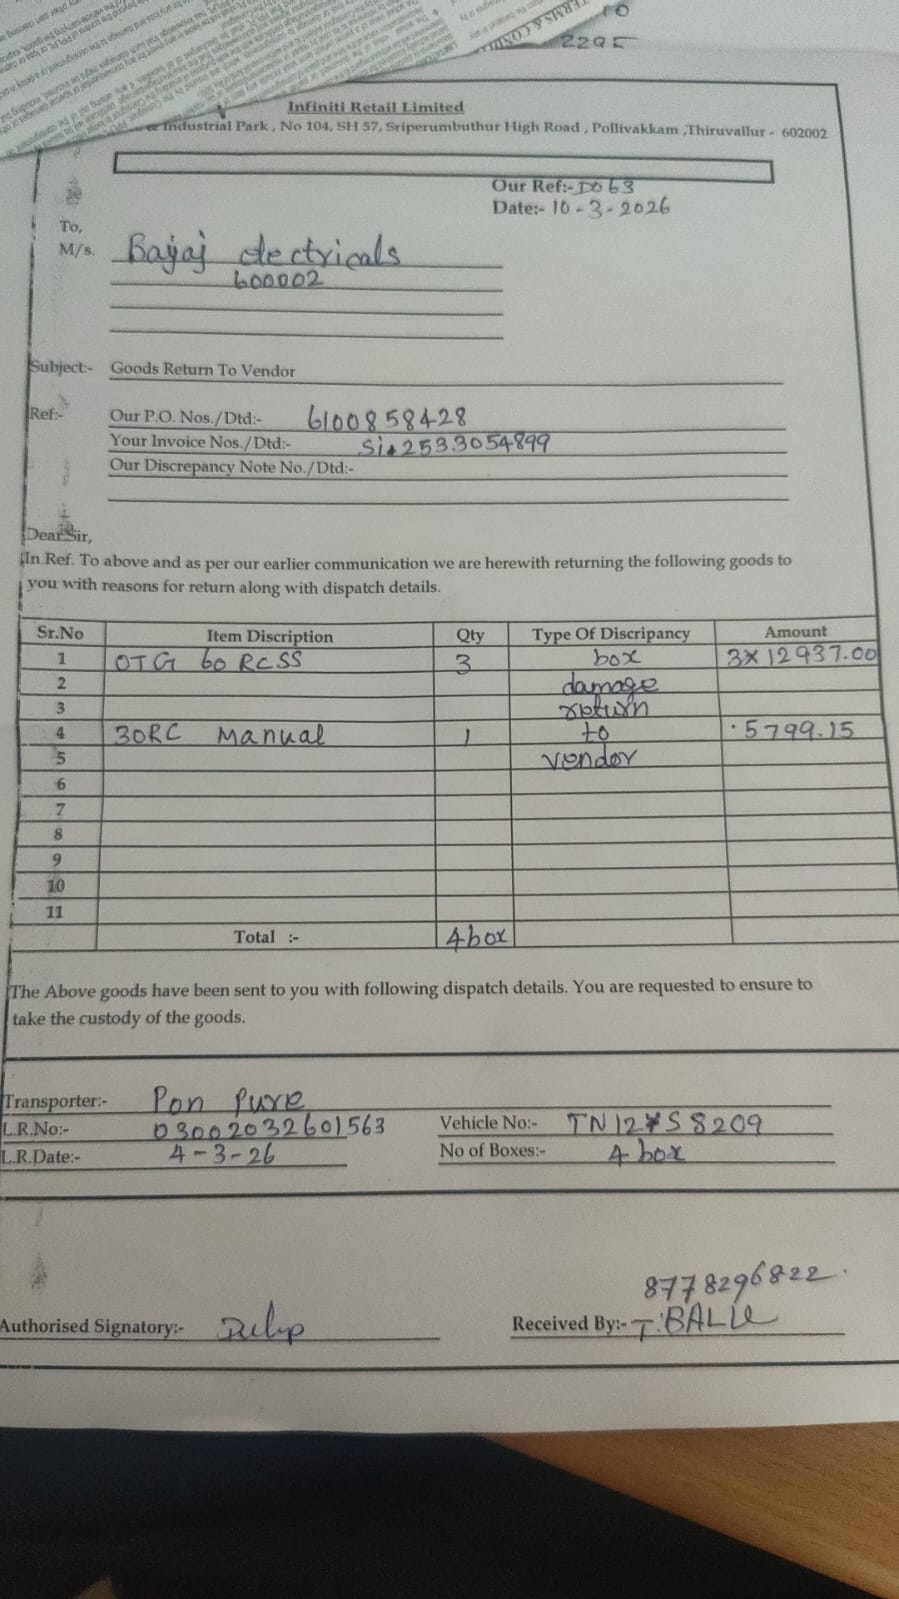 TERMS & CONDI
2295
Infiniti Retail Limited
Industrial Park , No 104, SH 57, Sriperumbuthur High Road , Pollivakkam ,Thiruvallur - 602002
Our Ref:- D063
Date:- 10-3-2026
To,
M/s. Bajaj electricals
600002
Subject:- Goods Return To Vendor
Ref:- Our P.O. Nos./Dtd:- 6100858428
Your Invoice Nos./Dtd:- Si 2533054899
Our Discrepancy Note No./Dtd:-
Dear Sir,
In Ref. To above and as per our earlier communication we are herewith returning the following goods to
you with reasons for return along with dispatch details.
Sr.No Item Discription Qty Type Of Discripancy Amount
1 OTG 60 RCSS 3 box 3X12937.00
2 damage
3 return
4 30RC Manual 1 to 5799.15
5 vendor
6
7
8
9
10
11
Total :- 4 box
The Above goods have been sent to you with following dispatch details. You are requested to ensure to
take the custody of the goods.
Transporter:- Pon Pure
L.R.No:- 03002032601563 Vehicle No:- TN12 S 8209
L.R.Date:- 4-3-26 No of Boxes:- 4 box
8778296822
Authorised Signatory:- Received By:- T.BALU